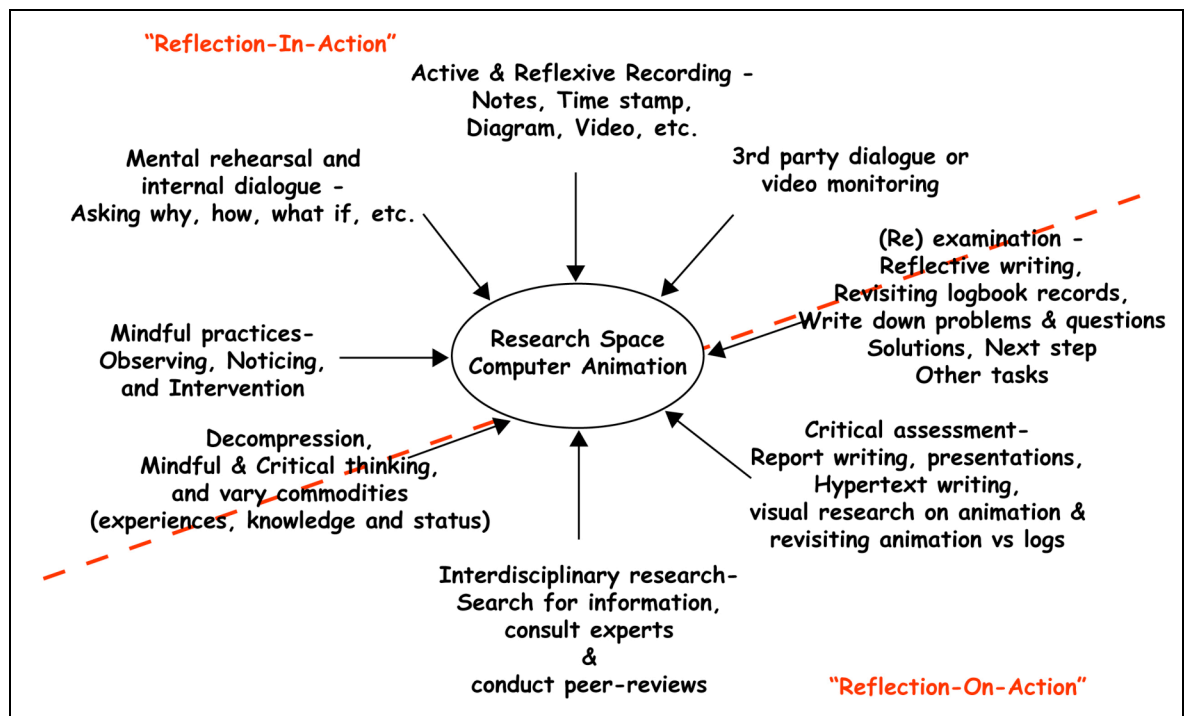 “Reflection-In-Action”
Active & Reflexive Recording -
Notes, Time stamp,
Diagram, Video, etc.
Mental rehearsal and
internal dialogue -
Asking why, how, what if, etc.
3rd party dialogue or
video monitoring
(Re) examination -
Reflective writing,
Revisiting logbook records,
Write down problems & questions
Solutions, Next step
Other tasks
Research Space
Computer Animation
Mindful practices-
Observing, Noticing,
and Intervention
Decompression,
Mindful & Critical thinking,
and vary commodities
(experiences, knowledge and status)
Critical assessment-
Report writing, presentations,
Hypertext writing,
visual research on animation &
revisiting animation vs logs
Interdisciplinary research-
Search for information,
consult experts
&
conduct peer-reviews
“Reflection-On-Action”